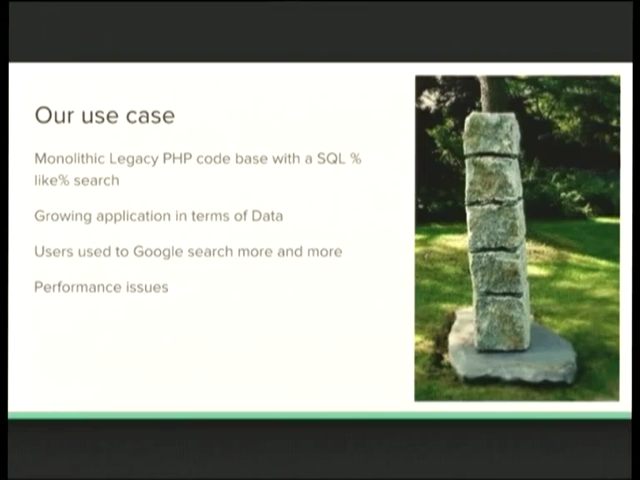 Our use case
Monolithic Legacy PHP code base with a SQL %
like% search
Growing application in terms of Data
Users used to Google search more and more
Performance issues